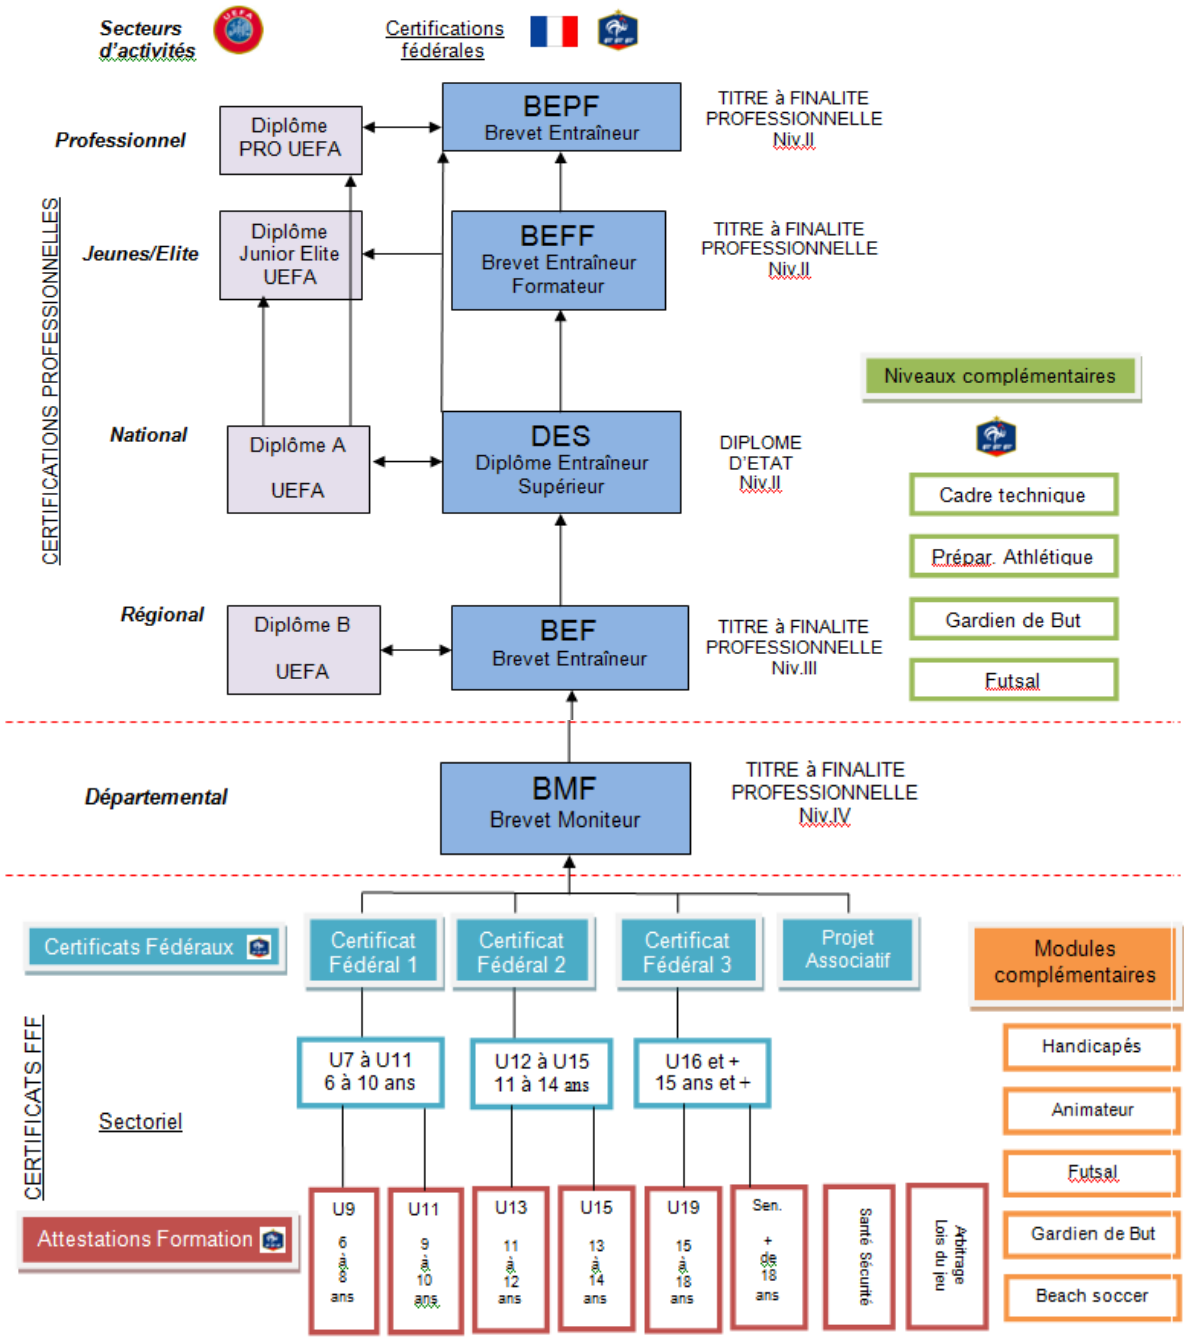 Secteurs
d'activités
UEFA
Certifications
fédérales
Professionnel
Diplôme
PRO UEFA
BEPF
Brevet Entraîneur
TITRE à FINALITE
PROFESSIONNELLE
Niv.II
CERTIFICATIONS PROFESSIONNELLES
Jeunes/Elite
Diplôme
Junior Elite
UEFA
BEFF
Brevet Entraîneur
Formateur
TITRE à FINALITE
PROFESSIONNELLE
Niv.II
Niveaux complémentaires
National
Diplôme A
UEFA
DES
Diplôme Entraîneur
Supérieur
DIPLOME
D'ETAT
Niv.II
Cadre technique
Prépar. Athlétique
Gardien de But
Futsal
Régional
Diplôme B
UEFA
BEF
Brevet Entraîneur
TITRE à FINALITE
PROFESSIONNELLE
Niv.III
Départemental
BMF
Brevet Moniteur
TITRE à FINALITE
PROFESSIONNELLE
Niv.IV
Certificats Fédéraux
Certificat
Fédéral 1
Certificat
Fédéral 2
Certificat
Fédéral 3
Projet
Associatif
Modules
complémentaires
CERTIFICATS FFF
Sectoriel
U7 à U11
6 à 10 ans
U12 à U15
11 à 14 ans
U16 et +
15 ans et +
Handicapés
Animateur
Futsal
Gardien de But
Beach soccer
Attestations Formation
U9
6
à
8
ans
U11
9
à
10
ans
U13
11
à
12
ans
U15
13
à
14
ans
U19
15
à
18
ans
Sen.
+
de
18
ans
Santé Sécurité
Arbitrage
Lois du jeu